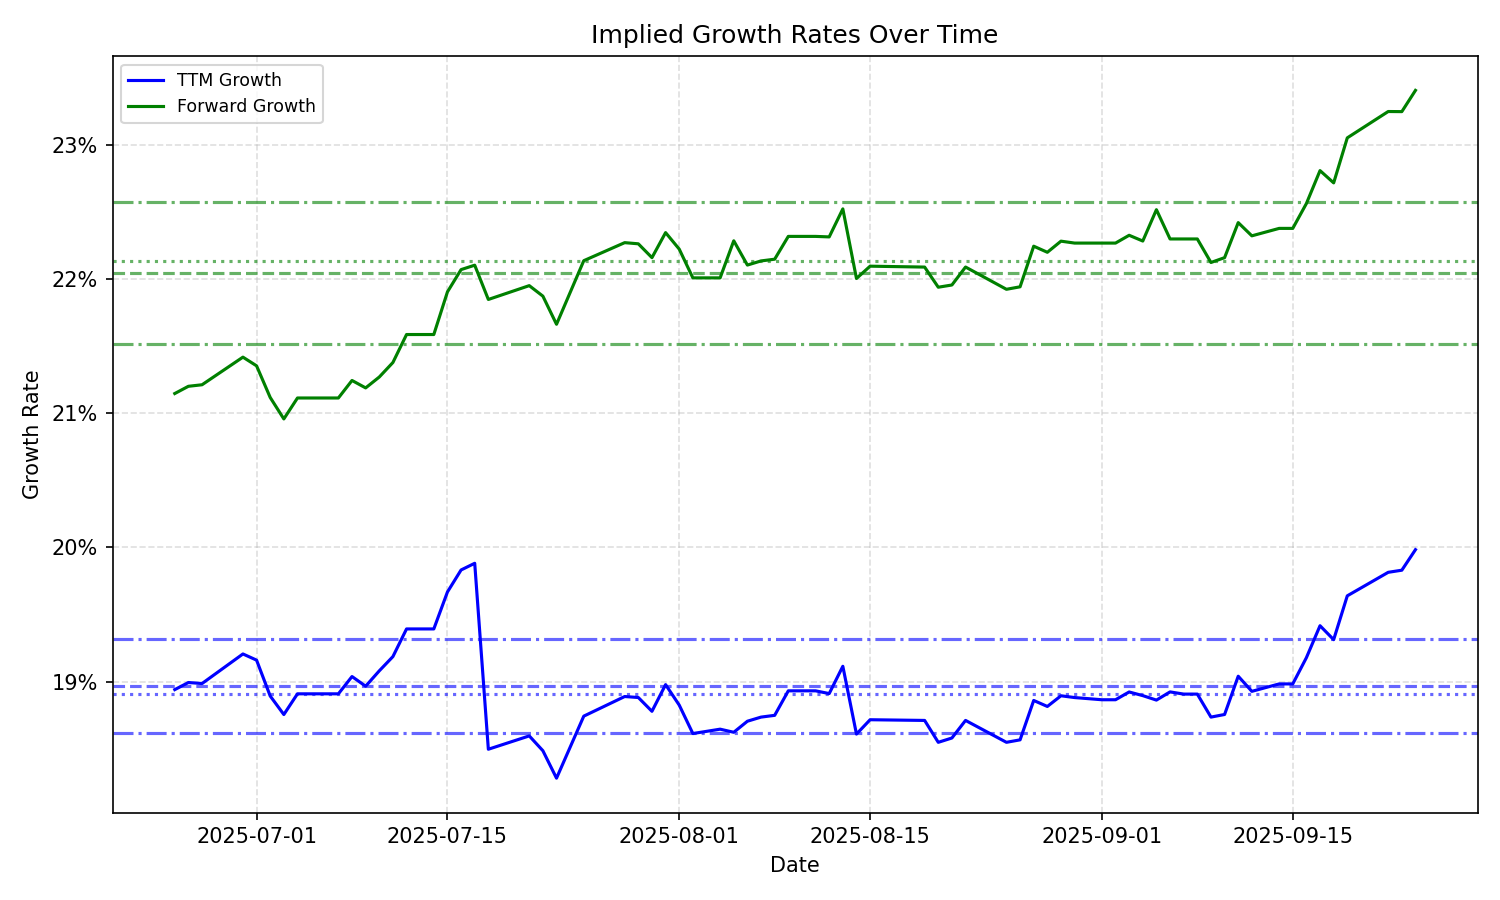 Implied Growth Rates Over Time
TTM Growth
Forward Growth
23%
22%
21%
20%
19%
Growth Rate
2025-07-01
2025-07-15
2025-08-01
2025-08-15
2025-09-01
2025-09-15
Date